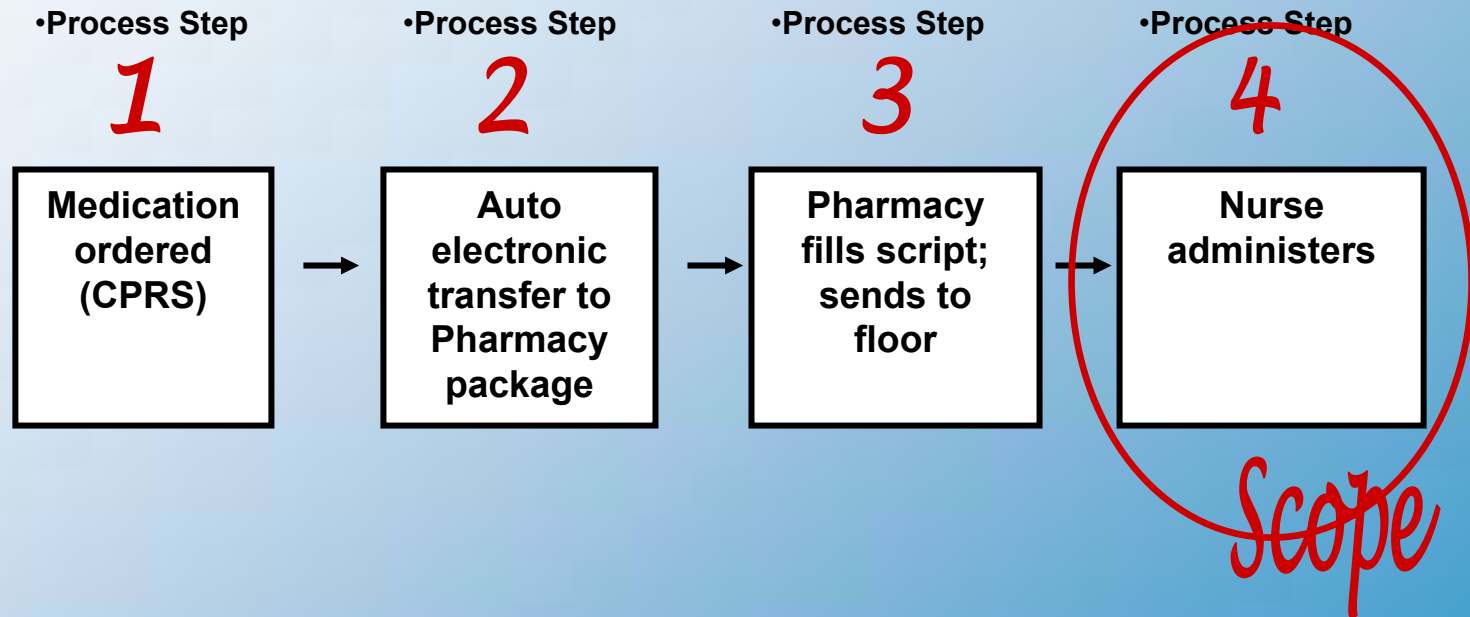 •Process Step
1
Medication
ordered
(CPRS)
•Process Step
2
Auto
electronic
transfer to
Pharmacy
package
•Process Step
3
Pharmacy
fills script;
sends to
floor
•Process Step
4
Nurse
administers
Scope